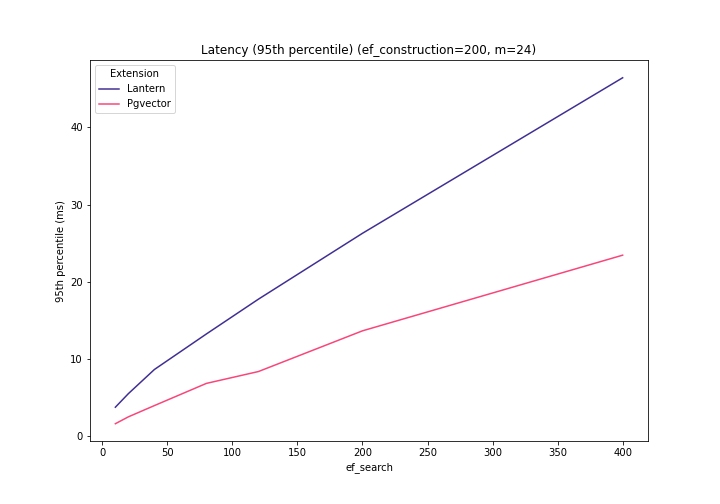 Latency (95th percentile) (ef_construction=200, m=24)
Extension
Lantern
Pgvector
95th percentile (ms)
40
30
20
10
0
0 50 100 150 200 250 300 350 400
ef_search